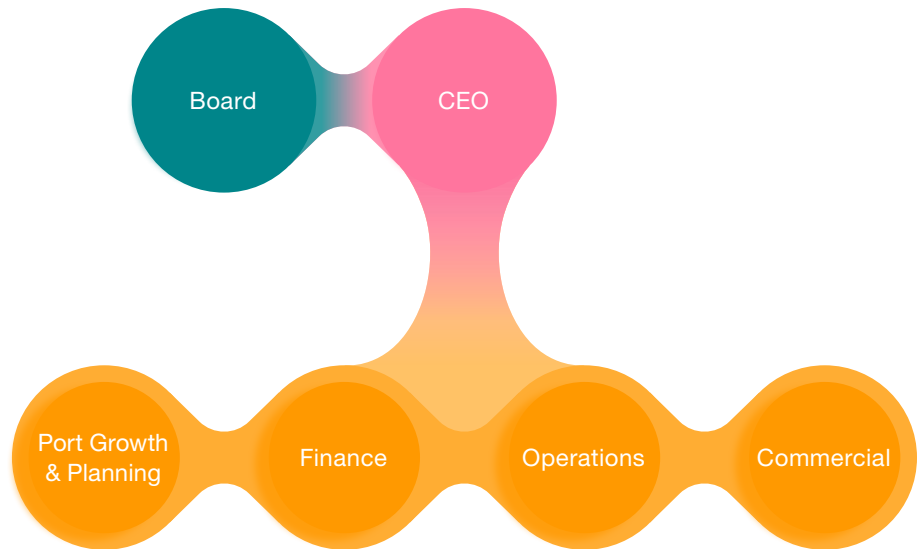 Board
CEO
Port Growth
& Planning
Finance
Operations
Commercial